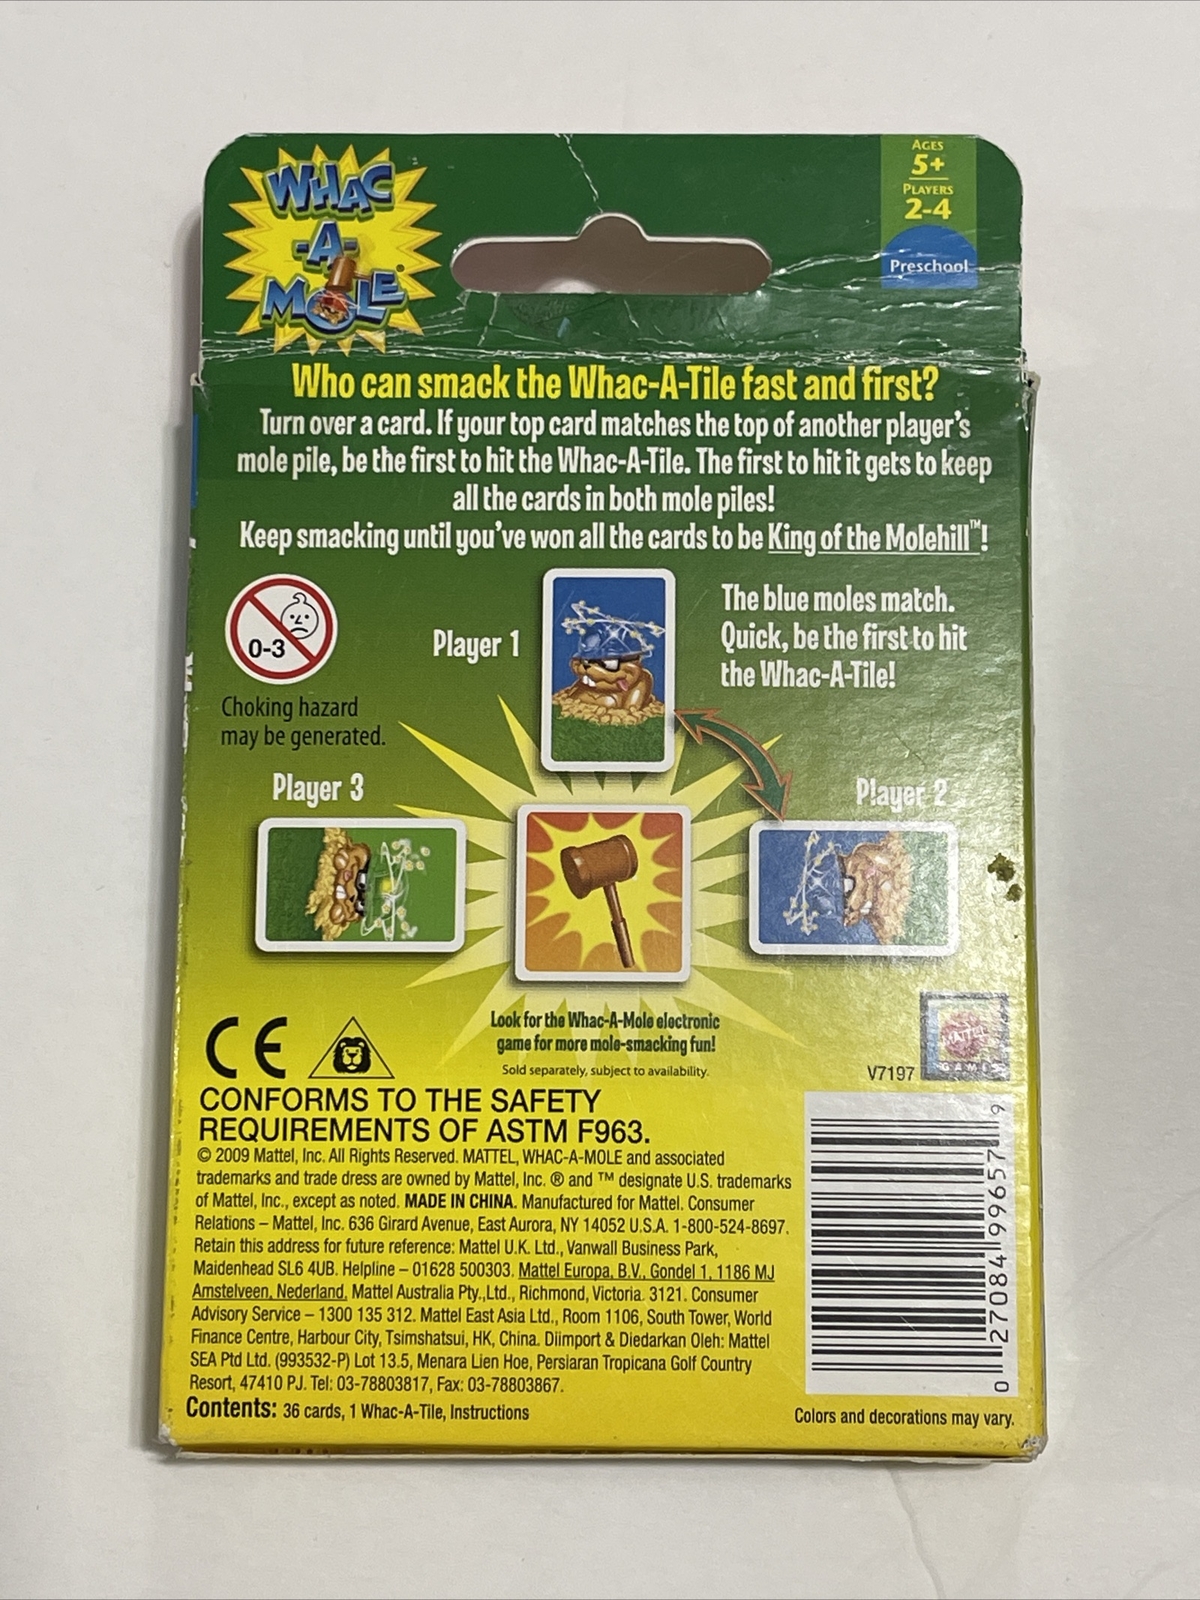 WHAC
-A-
MOLE®
AGES
5+
PLAYERS
2-4
Preschool
Who can smack the Whac-A-Tile fast and first?
Turn over a card. If your top card matches the top of another player's
mole pile, be the first to hit the Whac-A-Tile. The first to hit it gets to keep
all the cards in both mole piles!
Keep smacking until you've won all the cards to be King of the Molehill™!
0-3
Choking hazard
may be generated.
Player 1
The blue moles match.
Quick, be the first to hit
the Whac-A-Tile!
Player 3
Player 2
Look for the Whac-A-Mole electronic
game for more mole-smacking fun!
Sold separately, subject to availability.
CE
V7197
MATTEL
GAMES
CONFORMS TO THE SAFETY
REQUIREMENTS OF ASTM F963.
© 2009 Mattel, Inc. All Rights Reserved. MATTEL, WHAC-A-MOLE and associated
trademarks and trade dress are owned by Mattel, Inc. ® and ™ designate U.S. trademarks
of Mattel, Inc., except as noted. MADE IN CHINA. Manufactured for Mattel. Consumer
Relations – Mattel, Inc. 636 Girard Avenue, East Aurora, NY 14052 U.S.A. 1-800-524-8697.
Retain this address for future reference: Mattel U.K. Ltd., Vanwall Business Park,
Maidenhead SL6 4UB. Helpline – 01628 500303. Mattel Europa, B.V., Gondel 1, 1186 MJ
Amstelveen, Nederland. Mattel Australia Pty.,Ltd., Richmond, Victoria. 3121. Consumer
Advisory Service – 1300 135 312. Mattel East Asia Ltd., Room 1106, South Tower, World
Finance Centre, Harbour City, Tsimshatsui, HK, China. Diimport & Diedarkan Oleh: Mattel
SEA Ptd Ltd. (993532-P) Lot 13.5, Menara Lien Hoe, Persiaran Tropicana Golf Country
Resort, 47410 PJ. Tel: 03-78803817, Fax: 03-78803867.
Contents: 36 cards, 1 Whac-A-Tile, Instructions
0 27084 99657 9
Colors and decorations may vary.